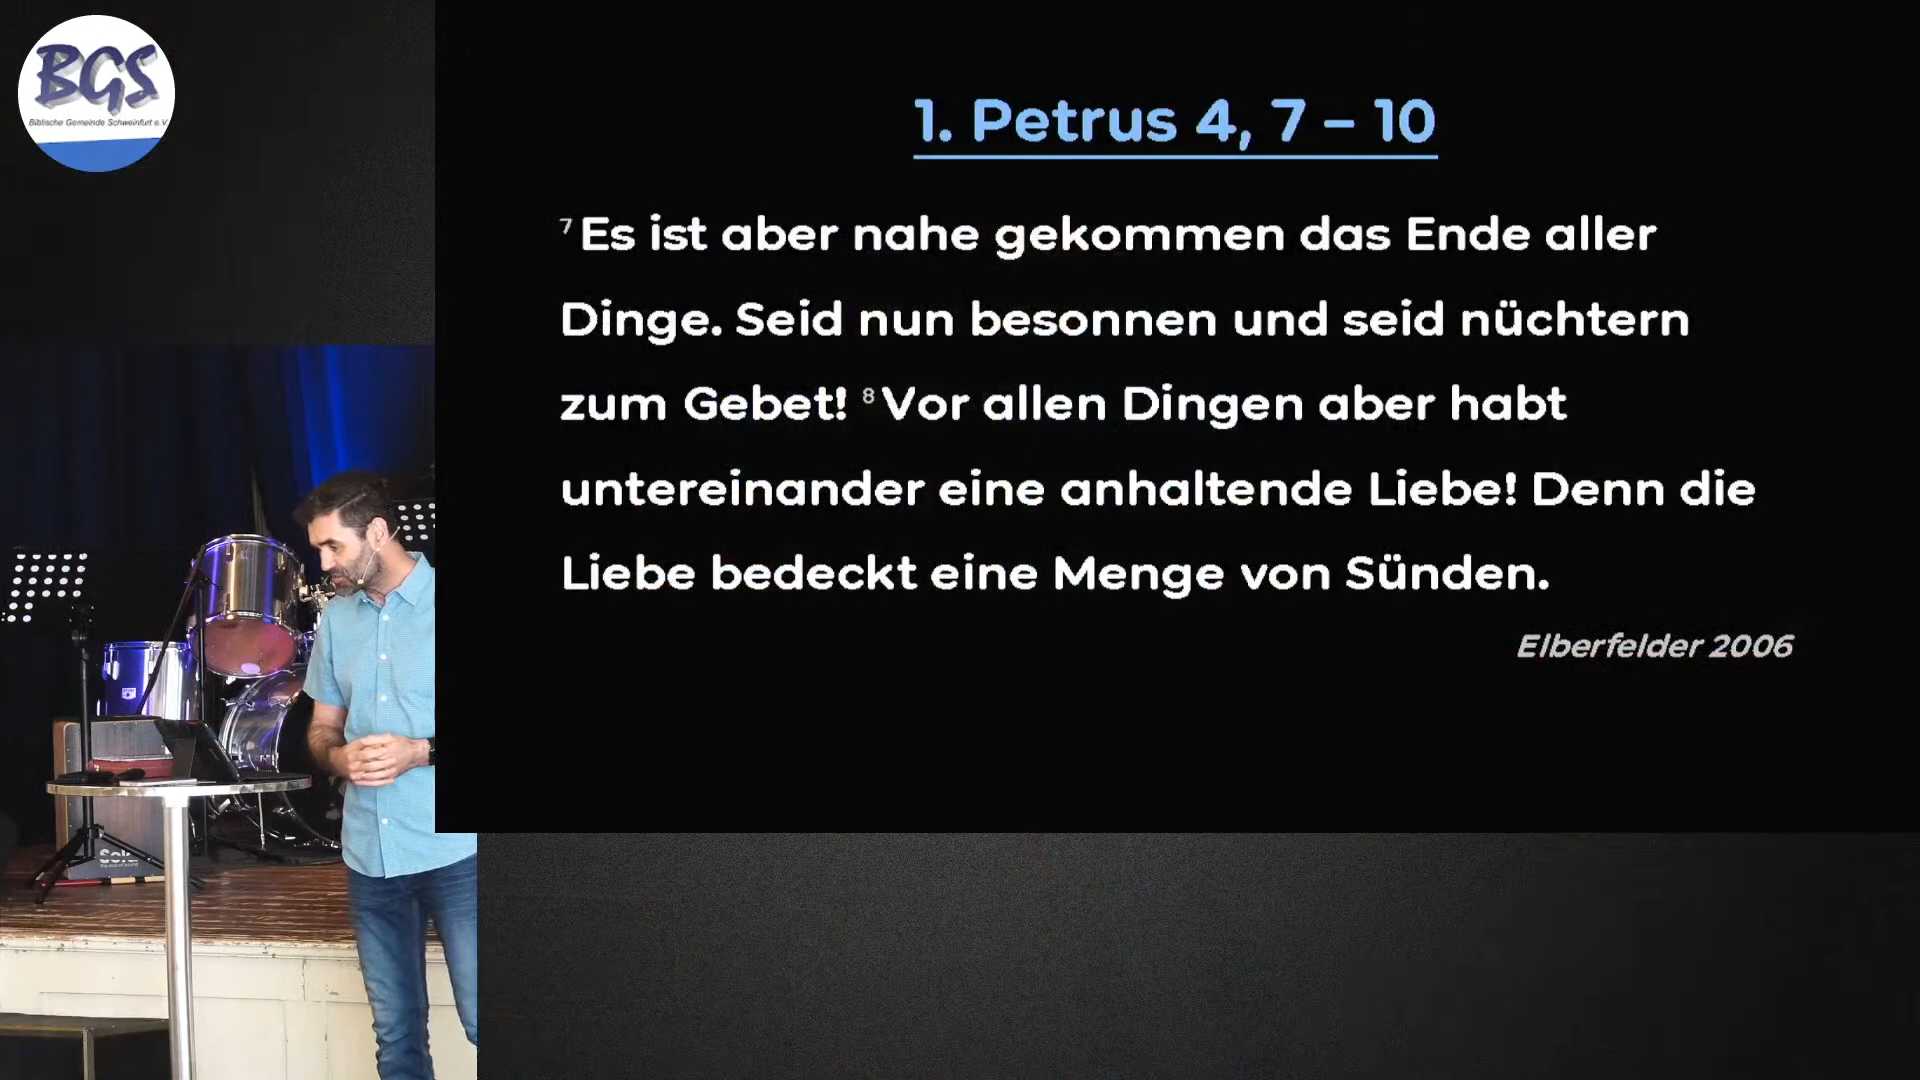 BGS
Biblische Gemeinde Schweinfurt e.V.
1. Petrus 4, 7 – 10
7 Es ist aber nahe gekommen das Ende aller
Dinge. Seid nun besonnen und seid nüchtern
zum Gebet! 8 Vor allen Dingen aber habt
untereinander eine anhaltende Liebe! Denn die
Liebe bedeckt eine Menge von Sünden.
Elberfelder 2006